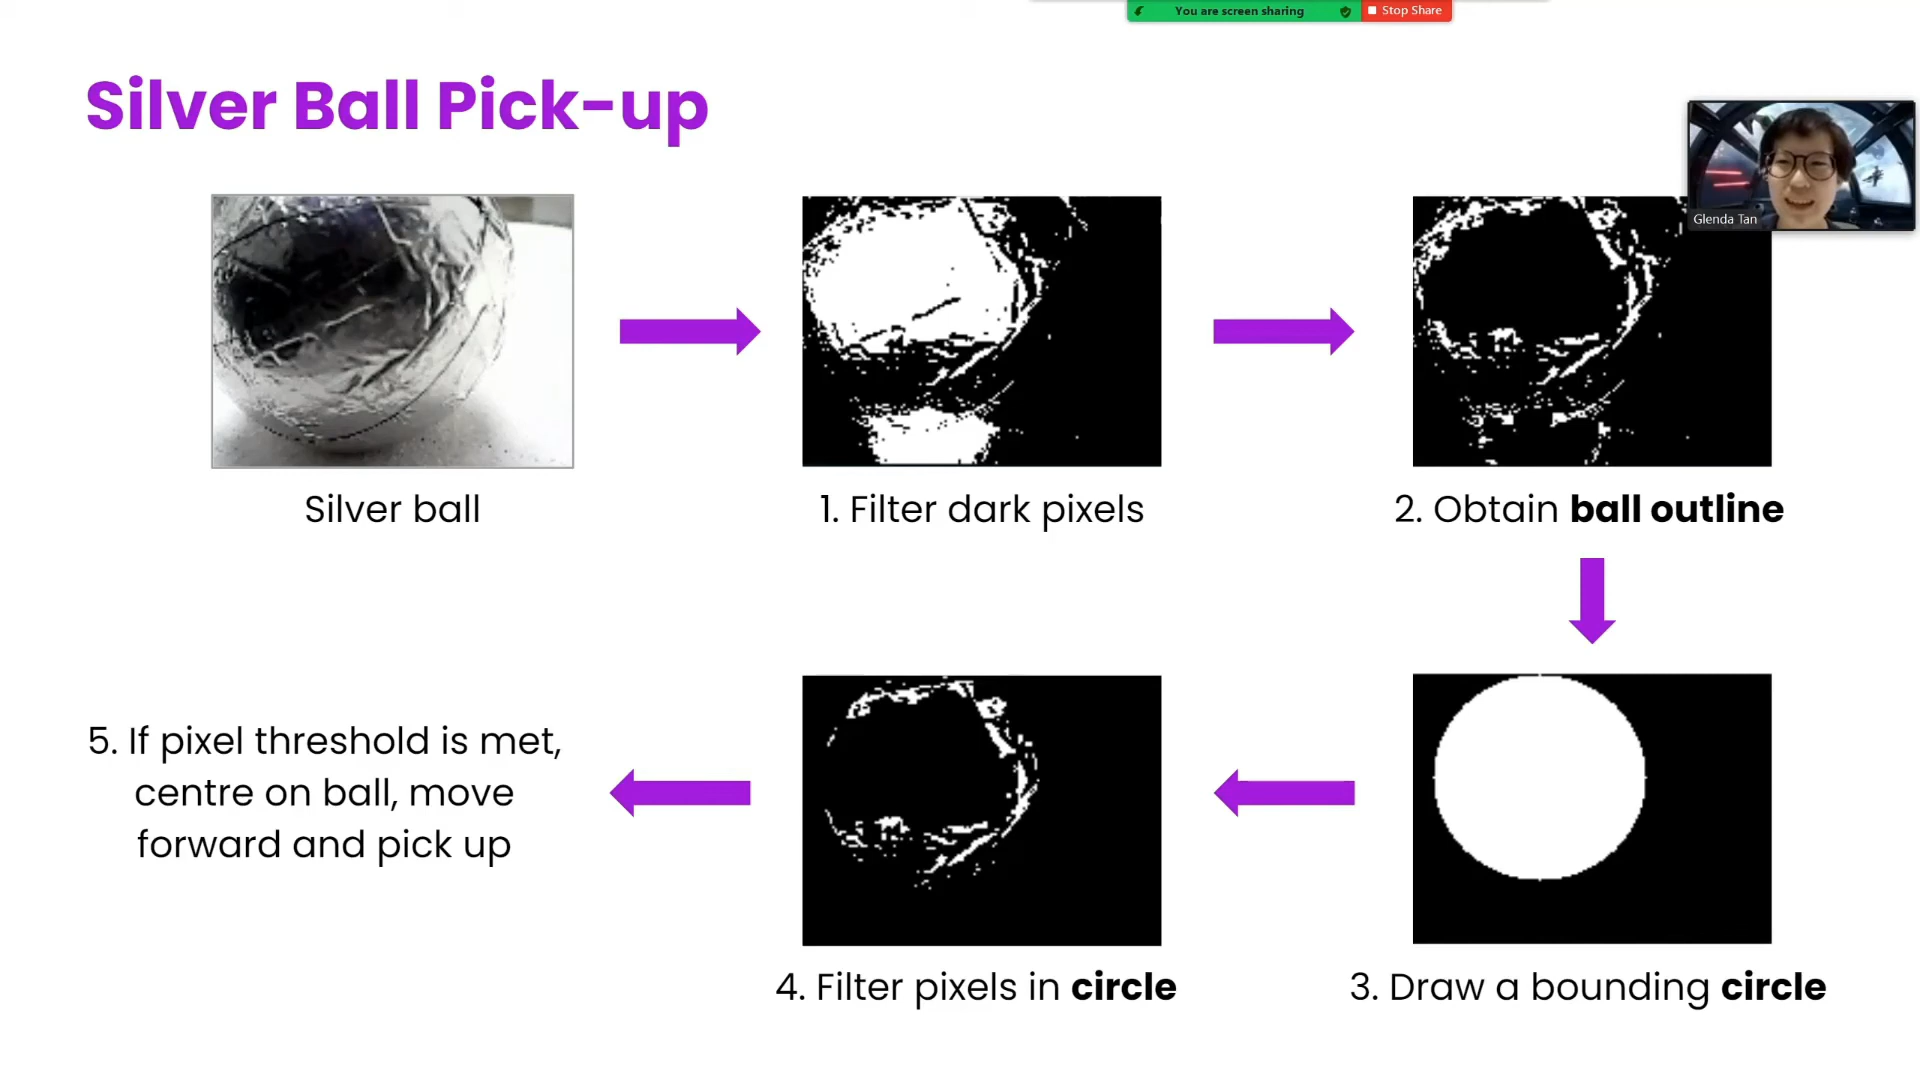 You are screen sharing
Stop Share
Silver Ball Pick-up
Glenda Tan
Silver ball
1. Filter dark pixels
2. Obtain ball outline
3. Draw a bounding circle
4. Filter pixels in circle
5. If pixel threshold is met,
centre on ball, move
forward and pick up